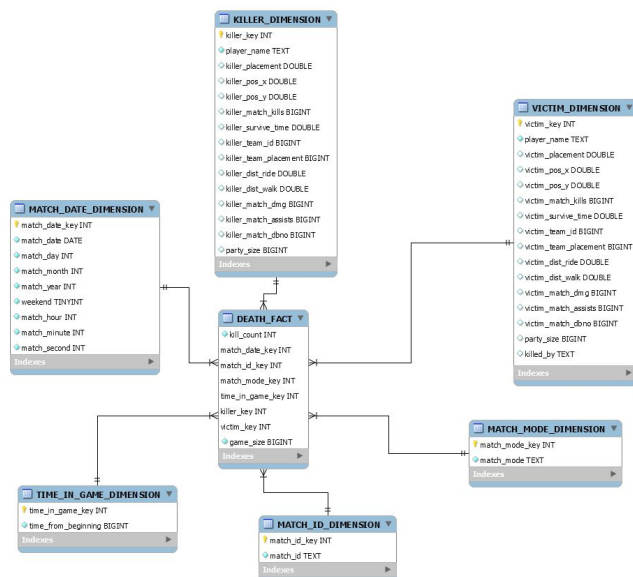 KILLER_DIMENSION
killer_key INT
player_name TEXT
killer_placement DOUBLE
killer_pos_x DOUBLE
killer_pos_y DOUBLE
killer_match_kills BIGINT
killer_survive_time DOUBLE
killer_team_id BIGINT
killer_team_placement BIGINT
killer_dist_ride DOUBLE
killer_dist_walk DOUBLE
killer_match_dmg BIGINT
killer_match_assists BIGINT
killer_match_dbno BIGINT
party_size BIGINT
Indexes
VICTIM_DIMENSION
victim_key INT
player_name TEXT
victim_placement DOUBLE
victim_pos_x DOUBLE
victim_pos_y DOUBLE
victim_match_kills BIGINT
victim_survive_time DOUBLE
victim_team_id BIGINT
victim_team_placement BIGINT
victim_dist_ride DOUBLE
victim_dist_walk DOUBLE
victim_match_dmg BIGINT
victim_match_assists BIGINT
victim_match_dbno BIGINT
party_size BIGINT
killed_by TEXT
Indexes
MATCH_DATE_DIMENSION
match_date_key INT
match_date DATE
match_day INT
match_month INT
match_year INT
weekend TINYINT
match_hour INT
match_minute INT
match_second INT
Indexes
DEATH_FACT
kill_count INT
match_date_key INT
match_id_key INT
match_mode_key INT
time_in_game_key INT
killer_key INT
victim_key INT
game_size BIGINT
Indexes
MATCH_MODE_DIMENSION
match_mode_key INT
match_mode TEXT
Indexes
TIME_IN_GAME_DIMENSION
time_in_game_key INT
time_from_beginning BIGINT
Indexes
MATCH_ID_DIMENSION
match_id_key INT
match_id TEXT
Indexes